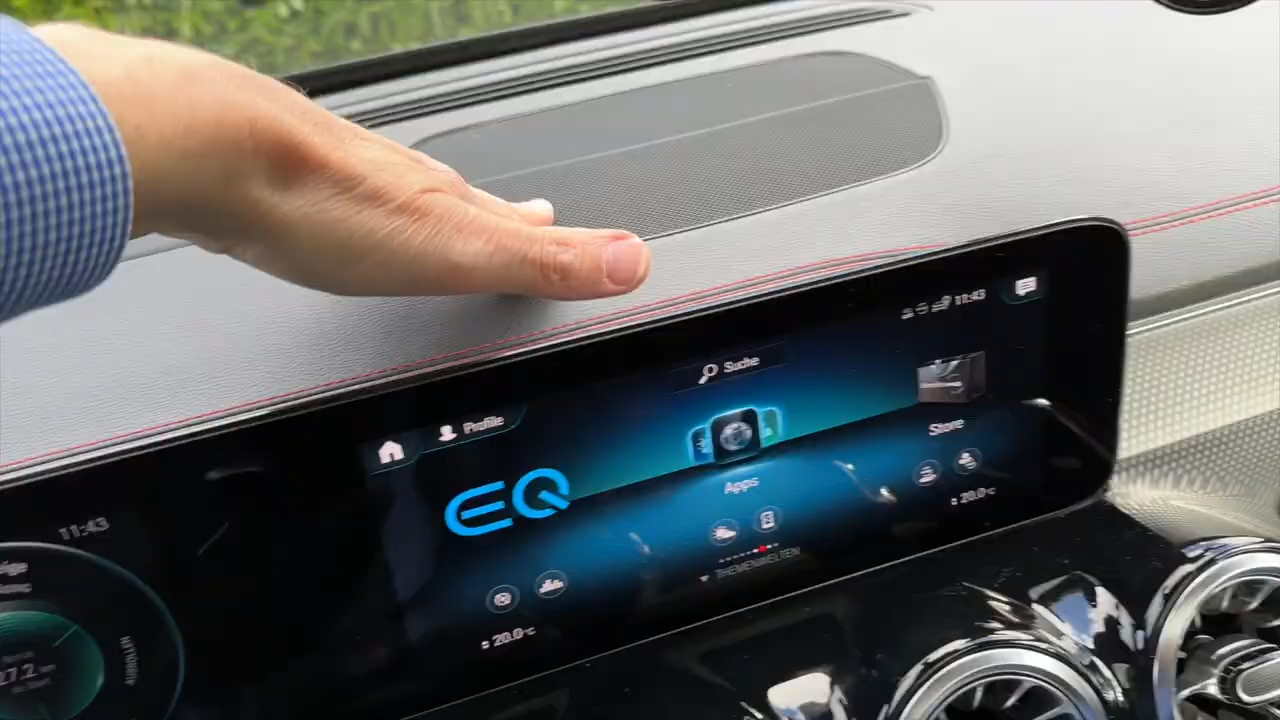 11:43
Suche
Profile
EQ
Apps
Store
20.0°C
THEMENWELTEN
20.0°C
11:43